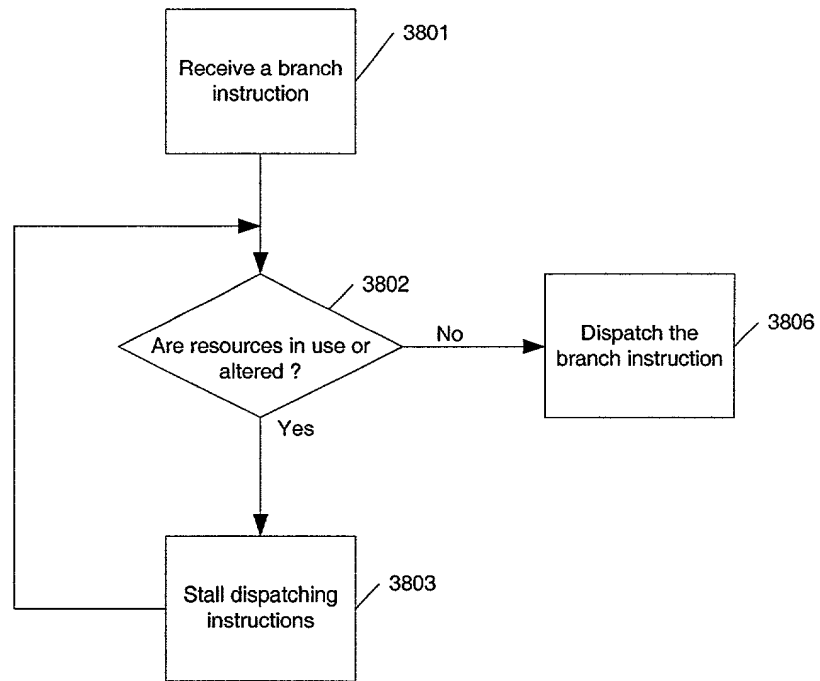 3801
Receive a branch
instruction
3802
Are resources in use or
altered ?
No
Dispatch the
branch instruction
3806
Yes
Stall dispatching
instructions
3803